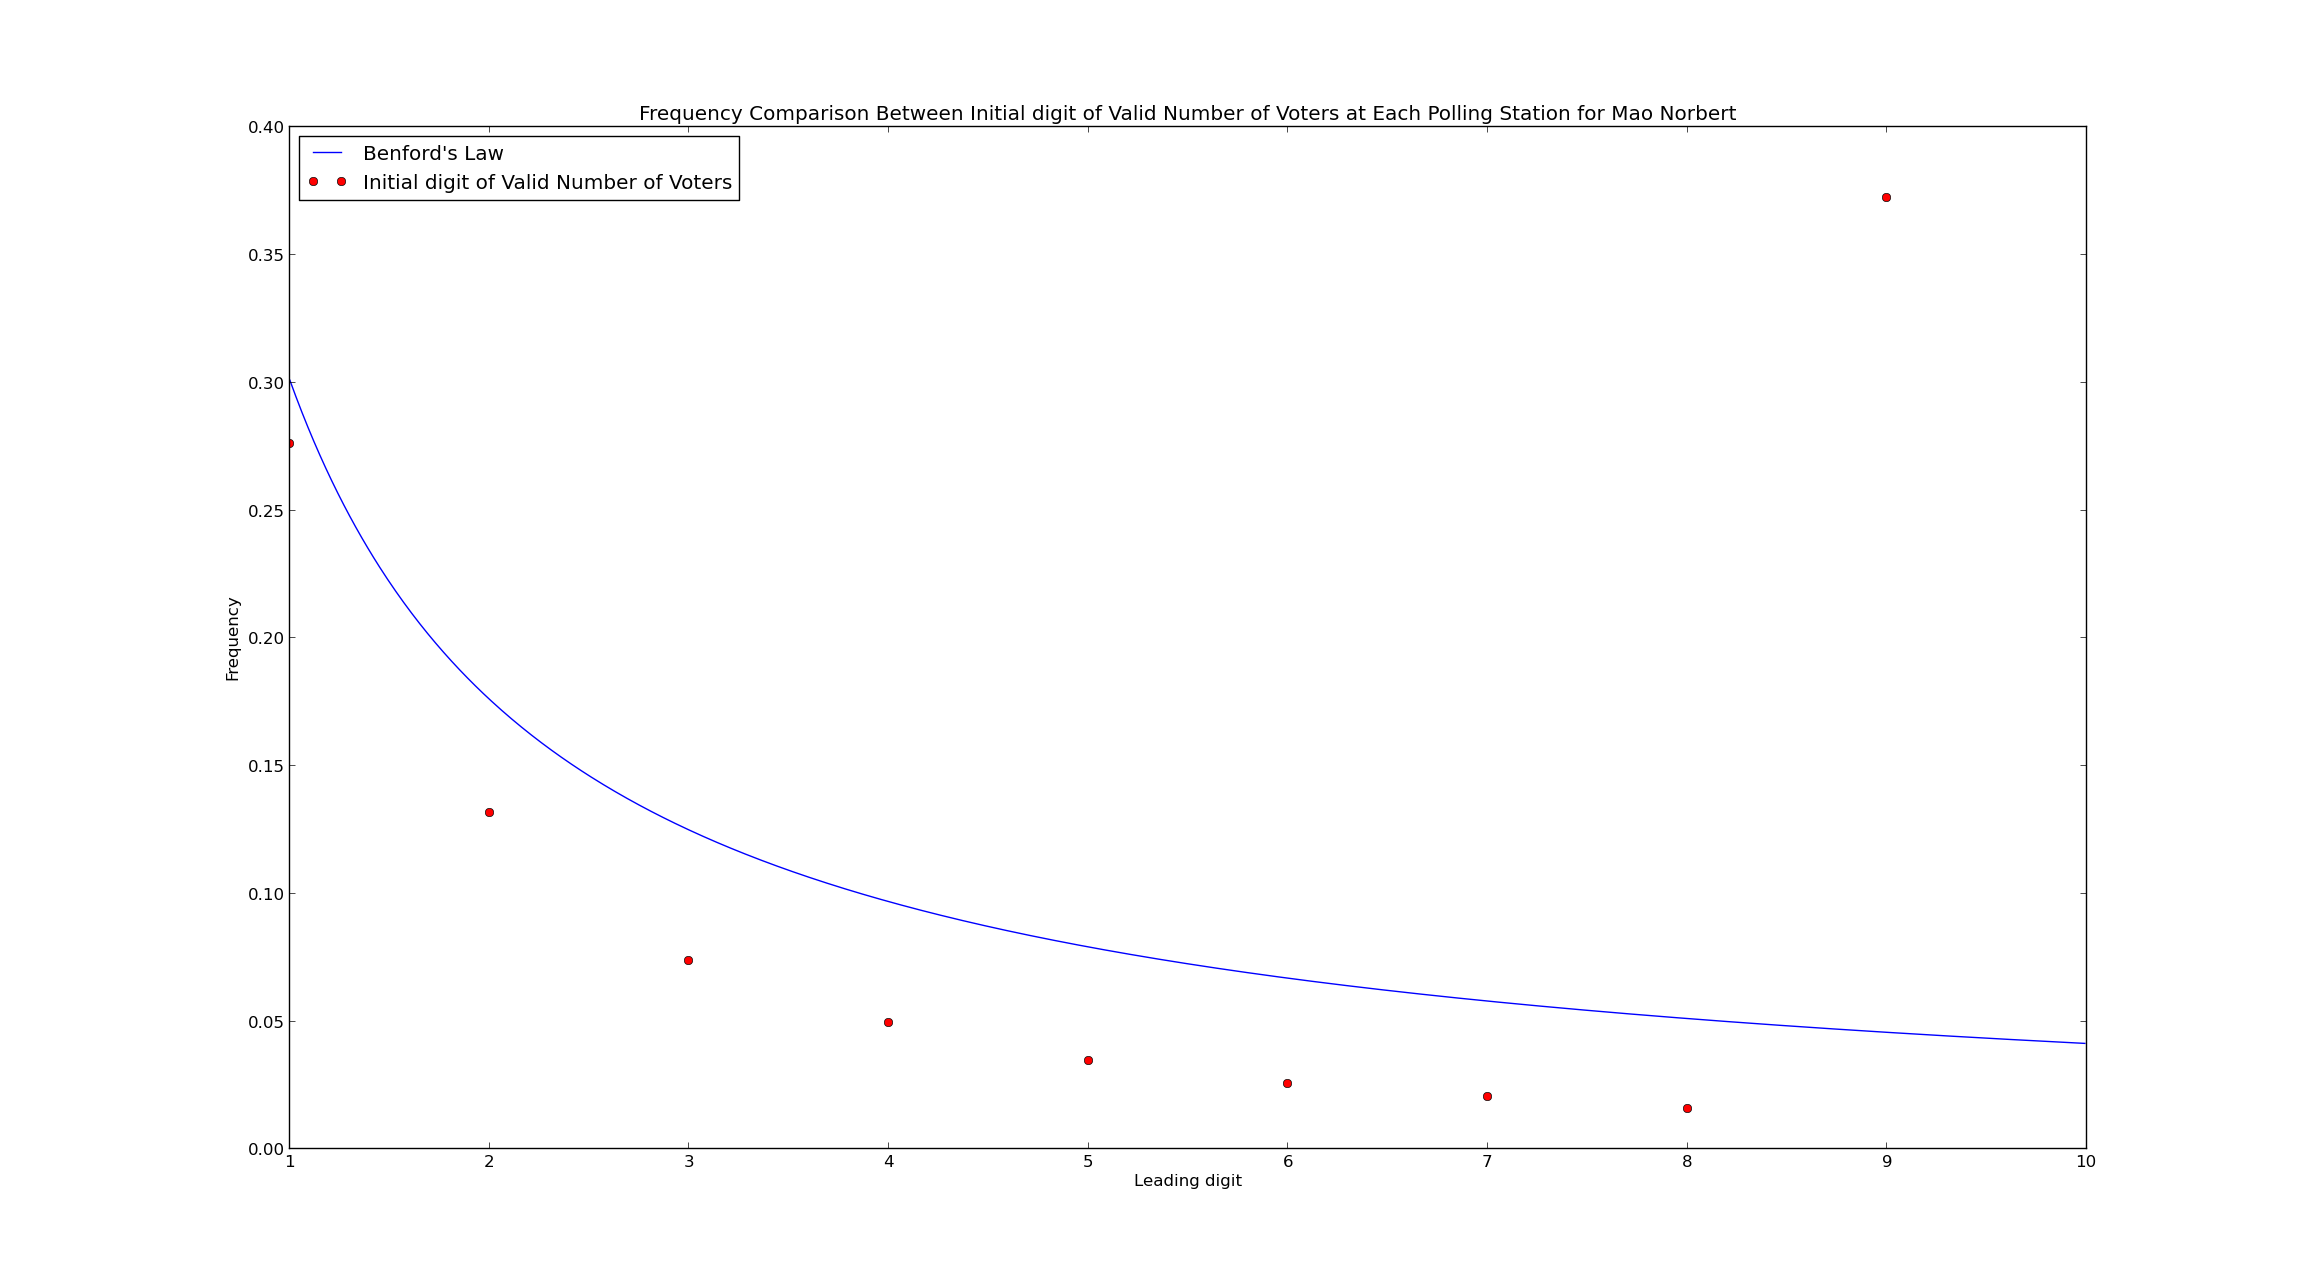 Frequency Comparison Between Initial digit of Valid Number of Voters at Each Polling Station for Mao Norbert
Benford's Law
Initial digit of Valid Number of Voters
0.40
0.35
0.30
0.25
0.20
0.15
0.10
0.05
0.00
Frequency
1 2 3 4 5 6 7 8 9 10
Leading digit